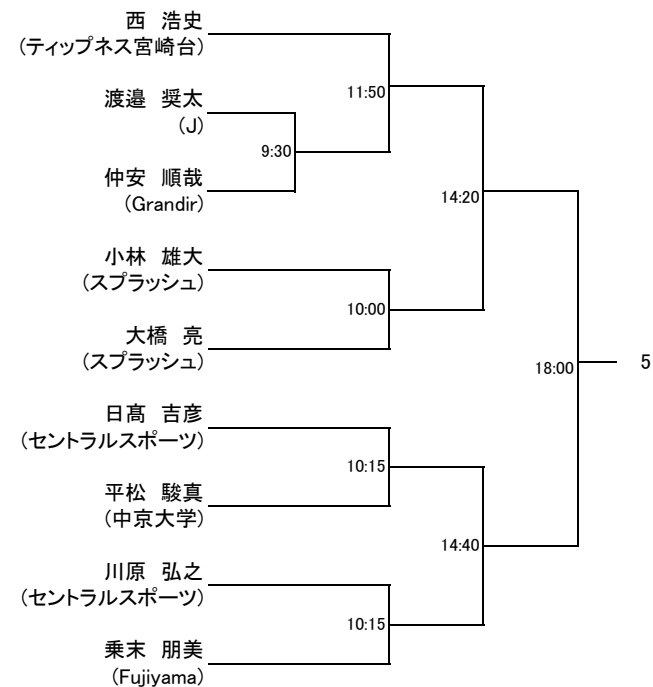 西　浩史
(ティップネス宮崎台)
11:50
渡邉　奨太
(J)
9:30
仲安　順哉
(Grandir)
14:20
小林　雄大
(スプラッシュ)
10:00
大橋　亮
(スプラッシュ)
18:00
5
日髙　吉彦
(セントラルスポーツ)
10:15
平松　駿真
(中京大学)
14:40
川原　弘之
(セントラルスポーツ)
10:15
乗末　朋美
(Fujiyama)